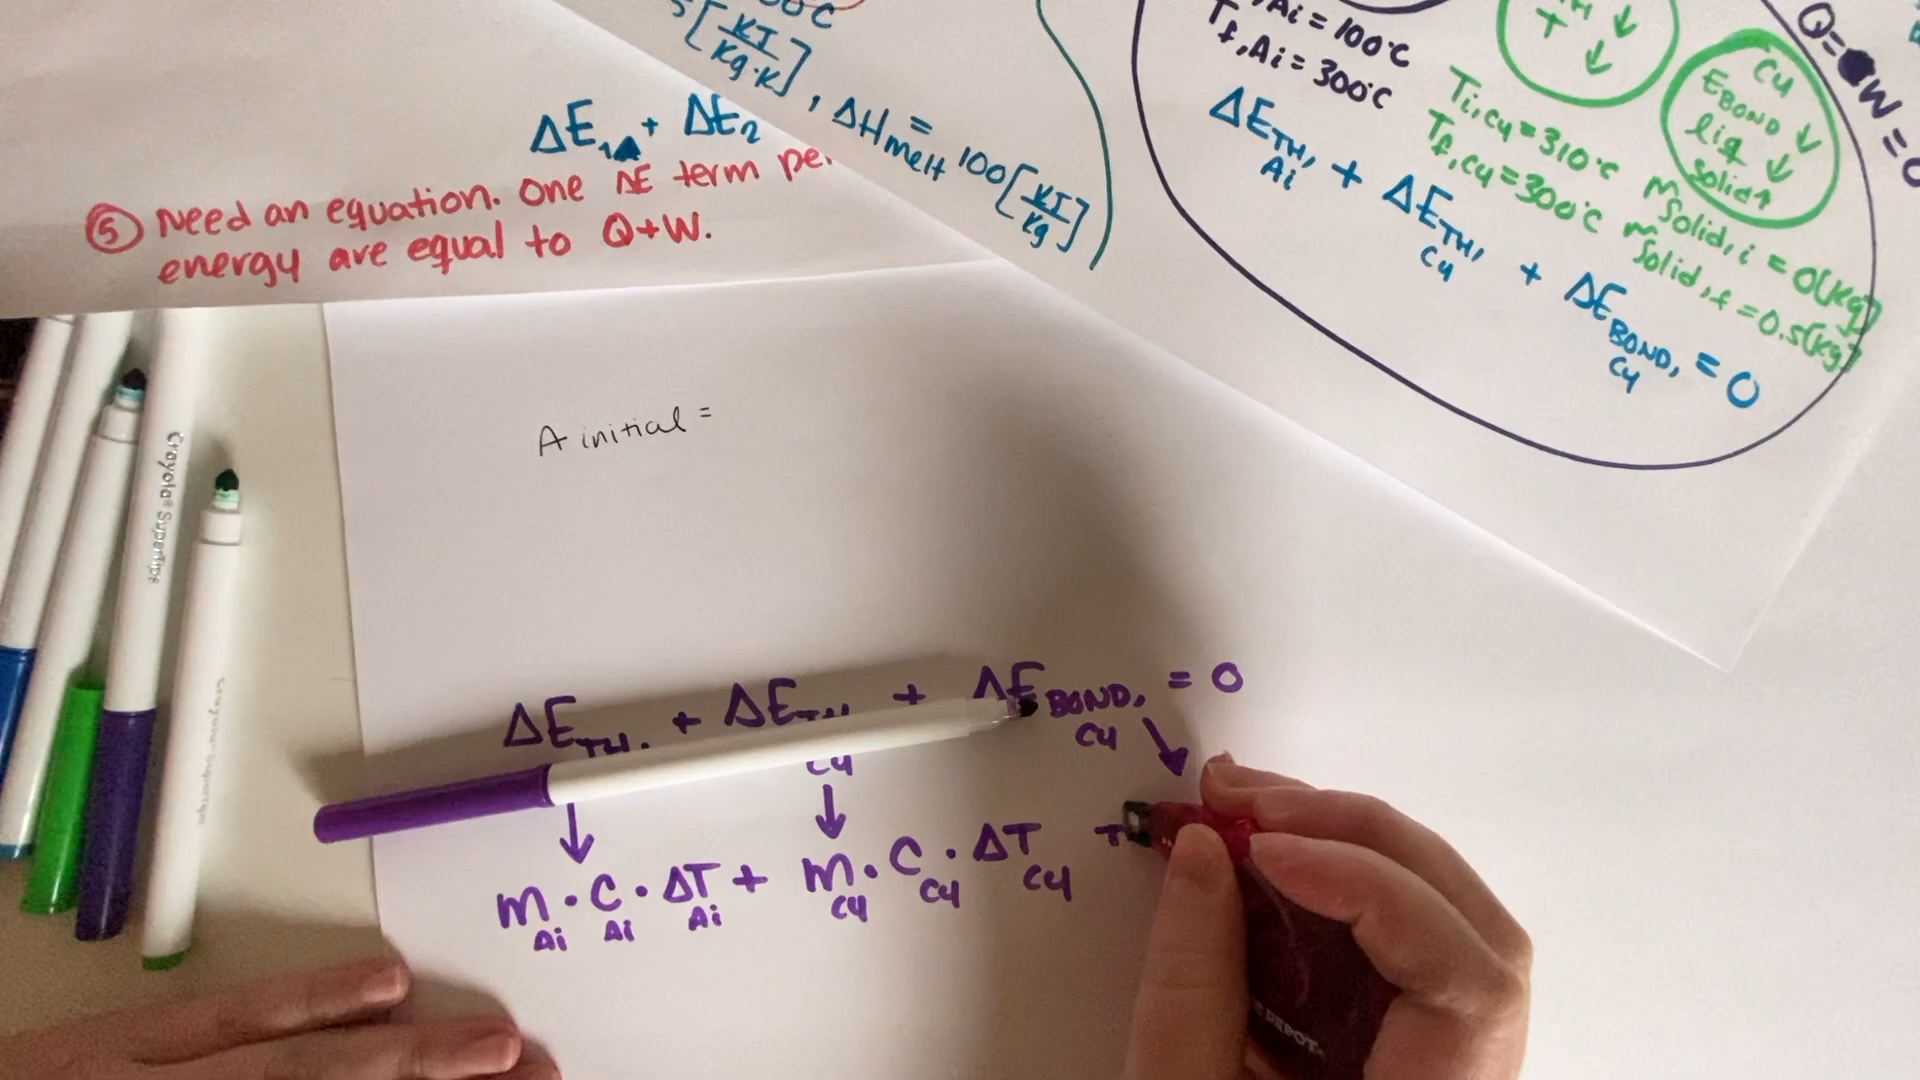 [KJ/Kg·K], ΔHmelt = 100 [KJ/Kg]
ΔE₁ + ΔE₂
⑤ Need an equation. One ΔE term
energy are equal to Q+W.
Ai = 100°C
Tf,Ai = 300°C
T ↓
Cu
EBOND ↓
liq ↓
solid↑
Q= W =
Ti,Cu = 310°C
Tf,Cu = 300°C
msolid,i = 0[Kg]
msolid,f = 0.5[Kg]
ΔETH,Ai + ΔETH,Cu + ΔEBOND,Cu = 0
A initial =
ΔETH, + ΔETH Cu + ΔEBOND,Cu = 0
mAi · CAi · ΔTAi + mCu · CCu · ΔTCu
Crayola SuperTips